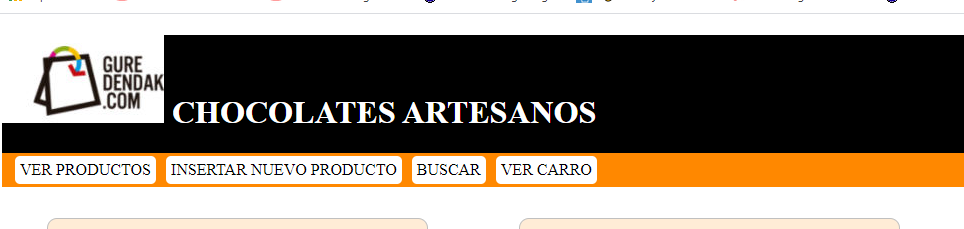 GURE
DENDAK
.COM
CHOCOLATES ARTESANOS
VER PRODUCTOS INSERTAR NUEVO PRODUCTO BUSCAR VER CARRO